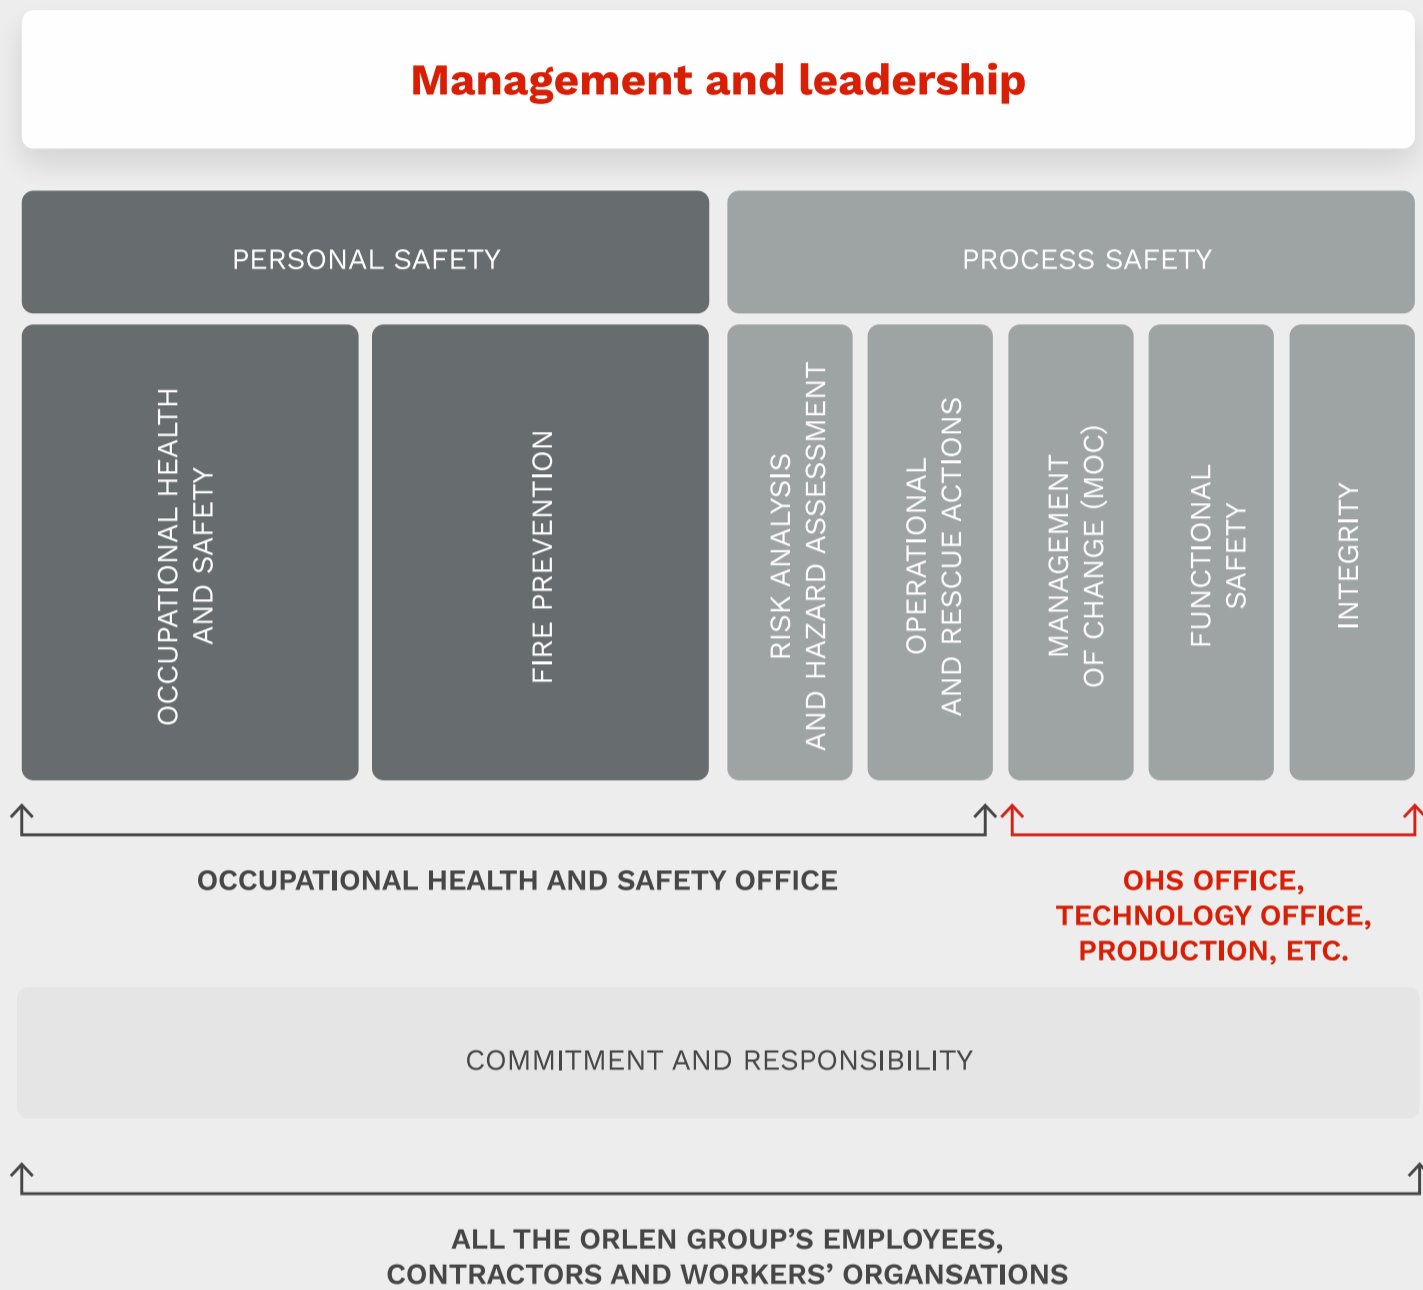 Management and leadership
PERSONAL SAFETY
PROCESS SAFETY
OCCUPATIONAL HEALTH
AND SAFETY
FIRE PREVENTION
RISK ANALYSIS
AND HAZARD ASSESSMENT
OPERATIONAL
AND RESCUE ACTIONS
MANAGEMENT
OF CHANGE (MOC)
FUNCTIONAL
SAFETY
INTEGRITY
OCCUPATIONAL HEALTH AND SAFETY OFFICE
OHS OFFICE,
TECHNOLOGY OFFICE,
PRODUCTION, ETC.
COMMITMENT AND RESPONSIBILITY
ALL THE ORLEN GROUP’S EMPLOYEES,
CONTRACTORS AND WORKERS’ ORGANSATIONS